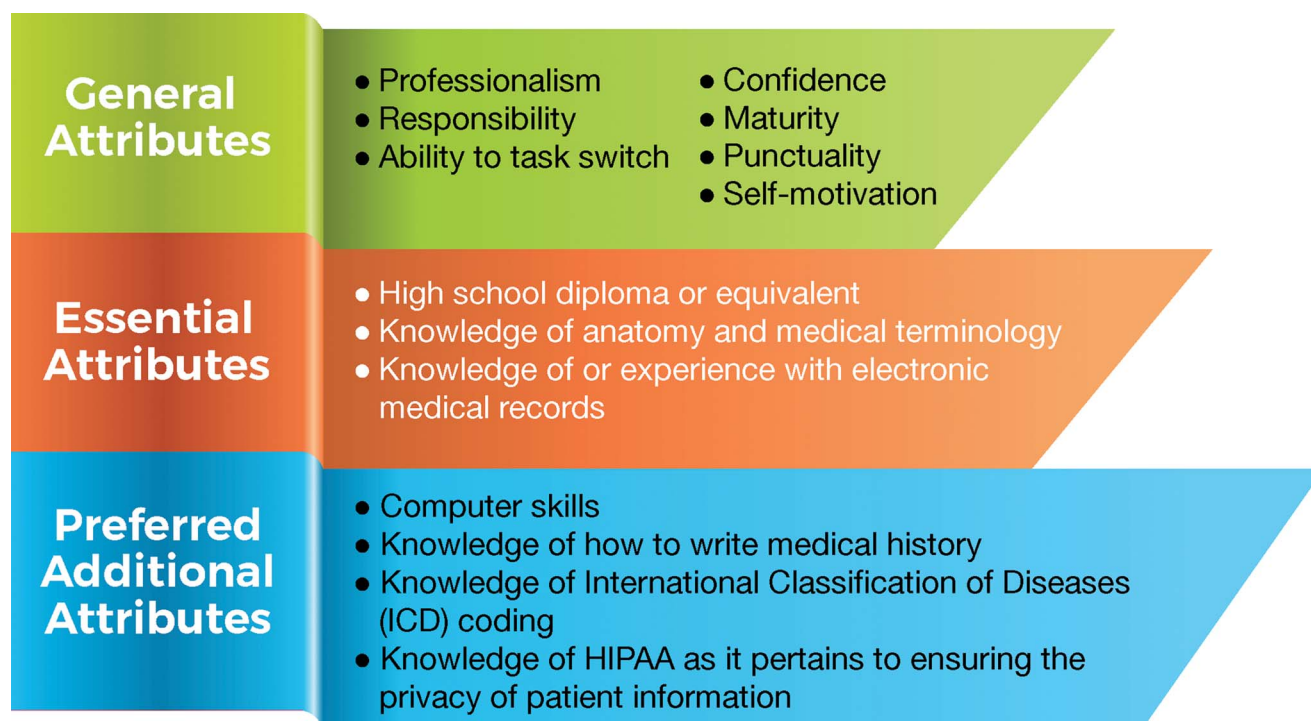 General
Attributes
● Professionalism
● Responsibility
● Ability to task switch
● Confidence
● Maturity
● Punctuality
● Self-motivation
Essential
Attributes
● High school diploma or equivalent
● Knowledge of anatomy and medical terminology
● Knowledge of or experience with electronic
medical records
Preferred
Additional
Attributes
● Computer skills
● Knowledge of how to write medical history
● Knowledge of International Classification of Diseases
(ICD) coding
● Knowledge of HIPAA as it pertains to ensuring the
privacy of patient information